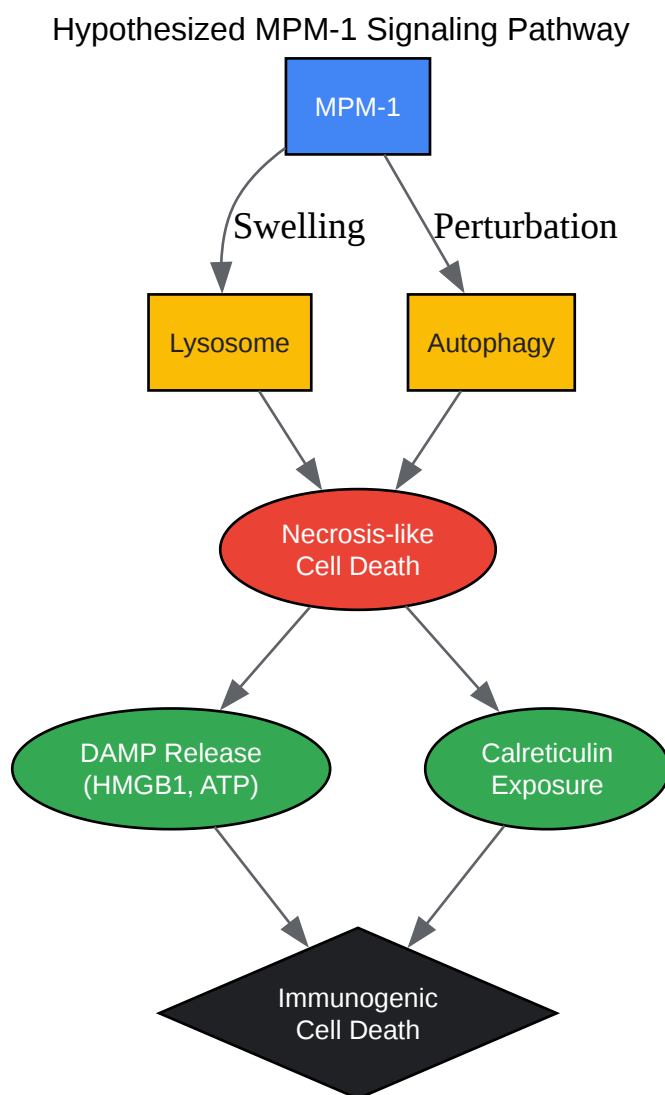 Hypothesized MPM-1 Signaling Pathway
MPM-1
Swelling
Perturbation
Lysosome
Autophagy
Necrosis-like
Cell Death
DAMP Release
(HMGB1, ATP)
Calreticulin
Exposure
Immunogenic
Cell Death